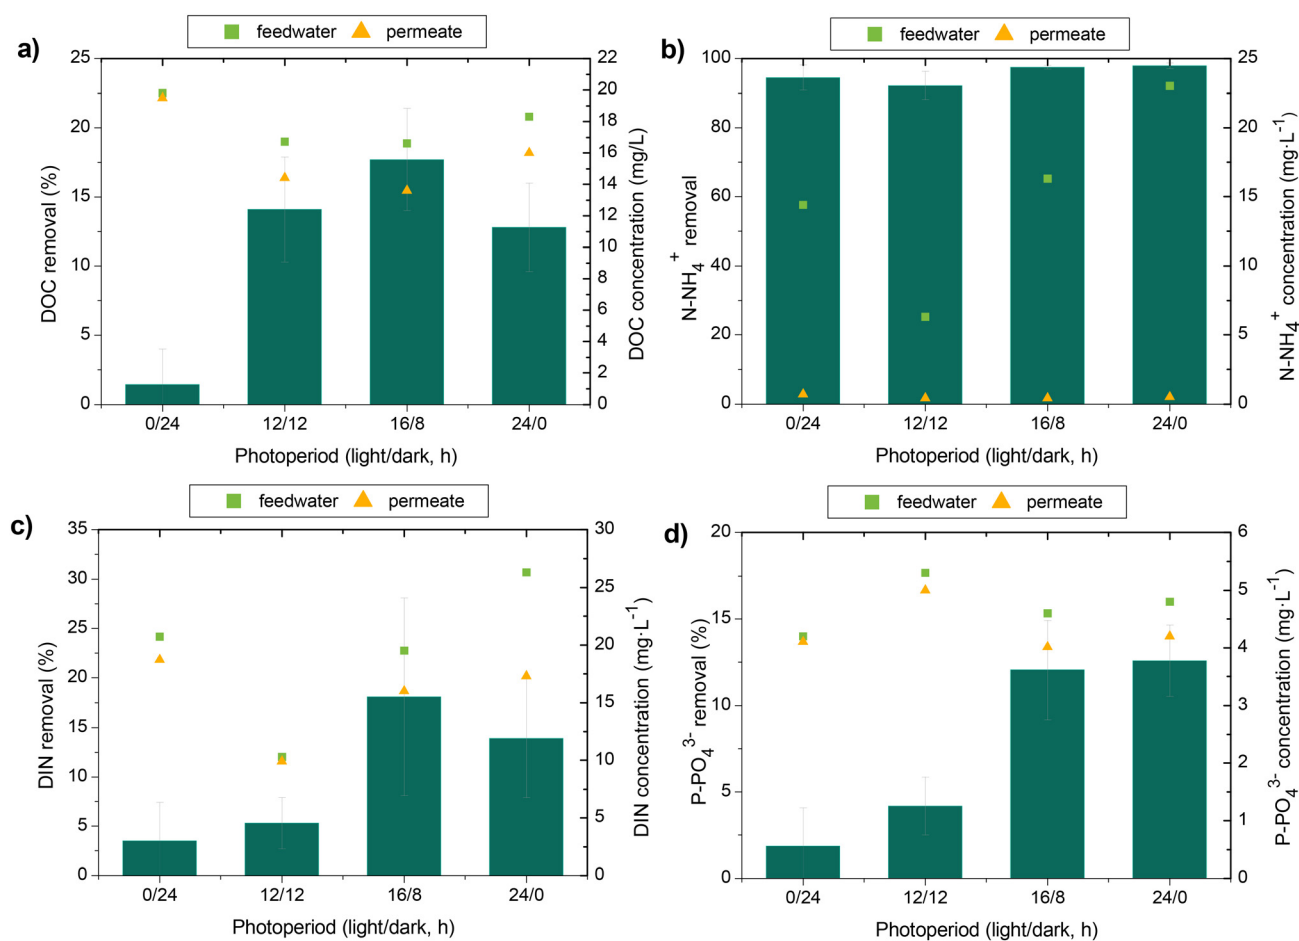 a)
feedwater permeate
25
20
15
10
5
0
DOC removal (%)
22
20
18
16
14
12
10
8
6
4
2
0
DOC concentration (mg/L)
0/24 12/12 16/8 24/0
Photoperiod (light/dark, h)
b)
feedwater permeate
100
80
60
40
20
0
N-NH₄⁺ removal
25
20
15
10
5
0
N-NH₄⁺ concentration (mg·L⁻¹)
0/24 12/12 16/8 24/0
Photoperiod (light/dark, h)
c)
feedwater permeate
35
30
25
20
15
10
5
0
DIN removal (%)
30
25
20
15
10
5
0
DIN concentration (mg·L⁻¹)
0/24 12/12 16/8 24/0
Photoperiod (light/dark, h)
d)
feedwater permeate
20
15
10
5
0
P-PO₄³⁻ removal (%)
6
5
4
3
2
1
0
P-PO₄³⁻ concentration (mg·L⁻¹)
0/24 12/12 16/8 24/0
Photoperiod (light/dark, h)